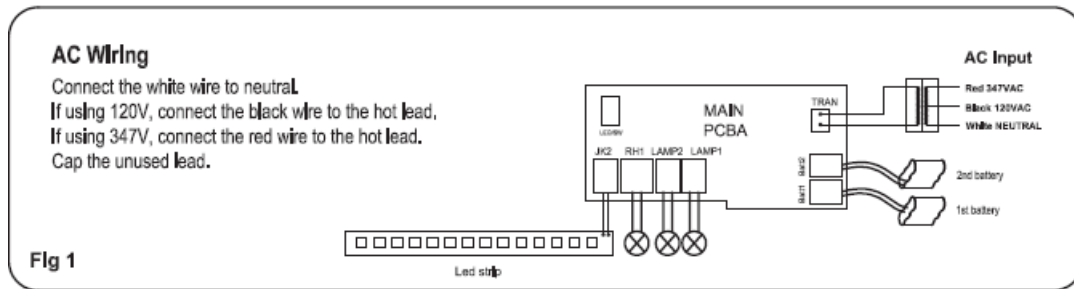 AC Wiring
Connect the white wire to neutral.
If using 120V, connect the black wire to the hot lead.
If using 347V, connect the red wire to the hot lead.
Cap the unused lead.
AC Input
Red 347VAC
Black 120VAC
White NEUTRAL
TRAN
MAIN
PCBA
JK2 RH1 LAMP2 LAMP1
Bat2
Bat1
2nd battery
1st battery
Led strip
Fig 1